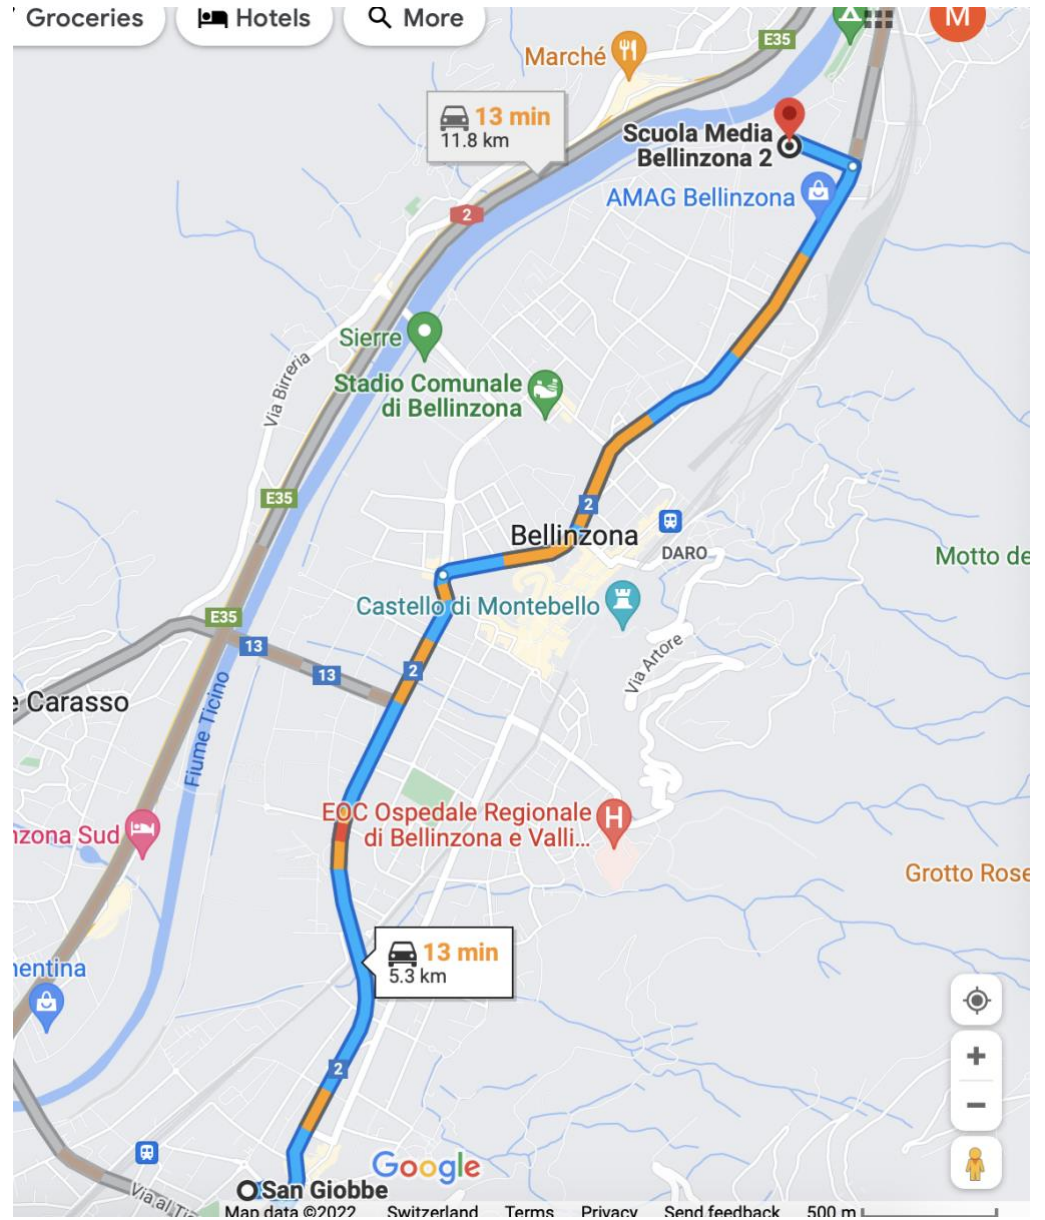 Groceries
Hotels
More
M
E35
Marché
13 min
11.8 km
Scuola Media
Bellinzona 2
AMAG Bellinzona
2
Sierre
Stadio Comunale
di Bellinzona
Via Birreria
E35
2
Bellinzona
DARO
Motto de
Castello di Montebello
E35
13
2
13
Via Artore
e Carasso
Fiume Ticino
EOC Ospedale Regionale
di Bellinzona e Valli...
H
nzona Sud
Grotto Rose
13 min
5.3 km
nentina
2
Google
San Giobbe
Via al Tic
Map data ©2022 Switzerland Terms Privacy Send feedback 500 m